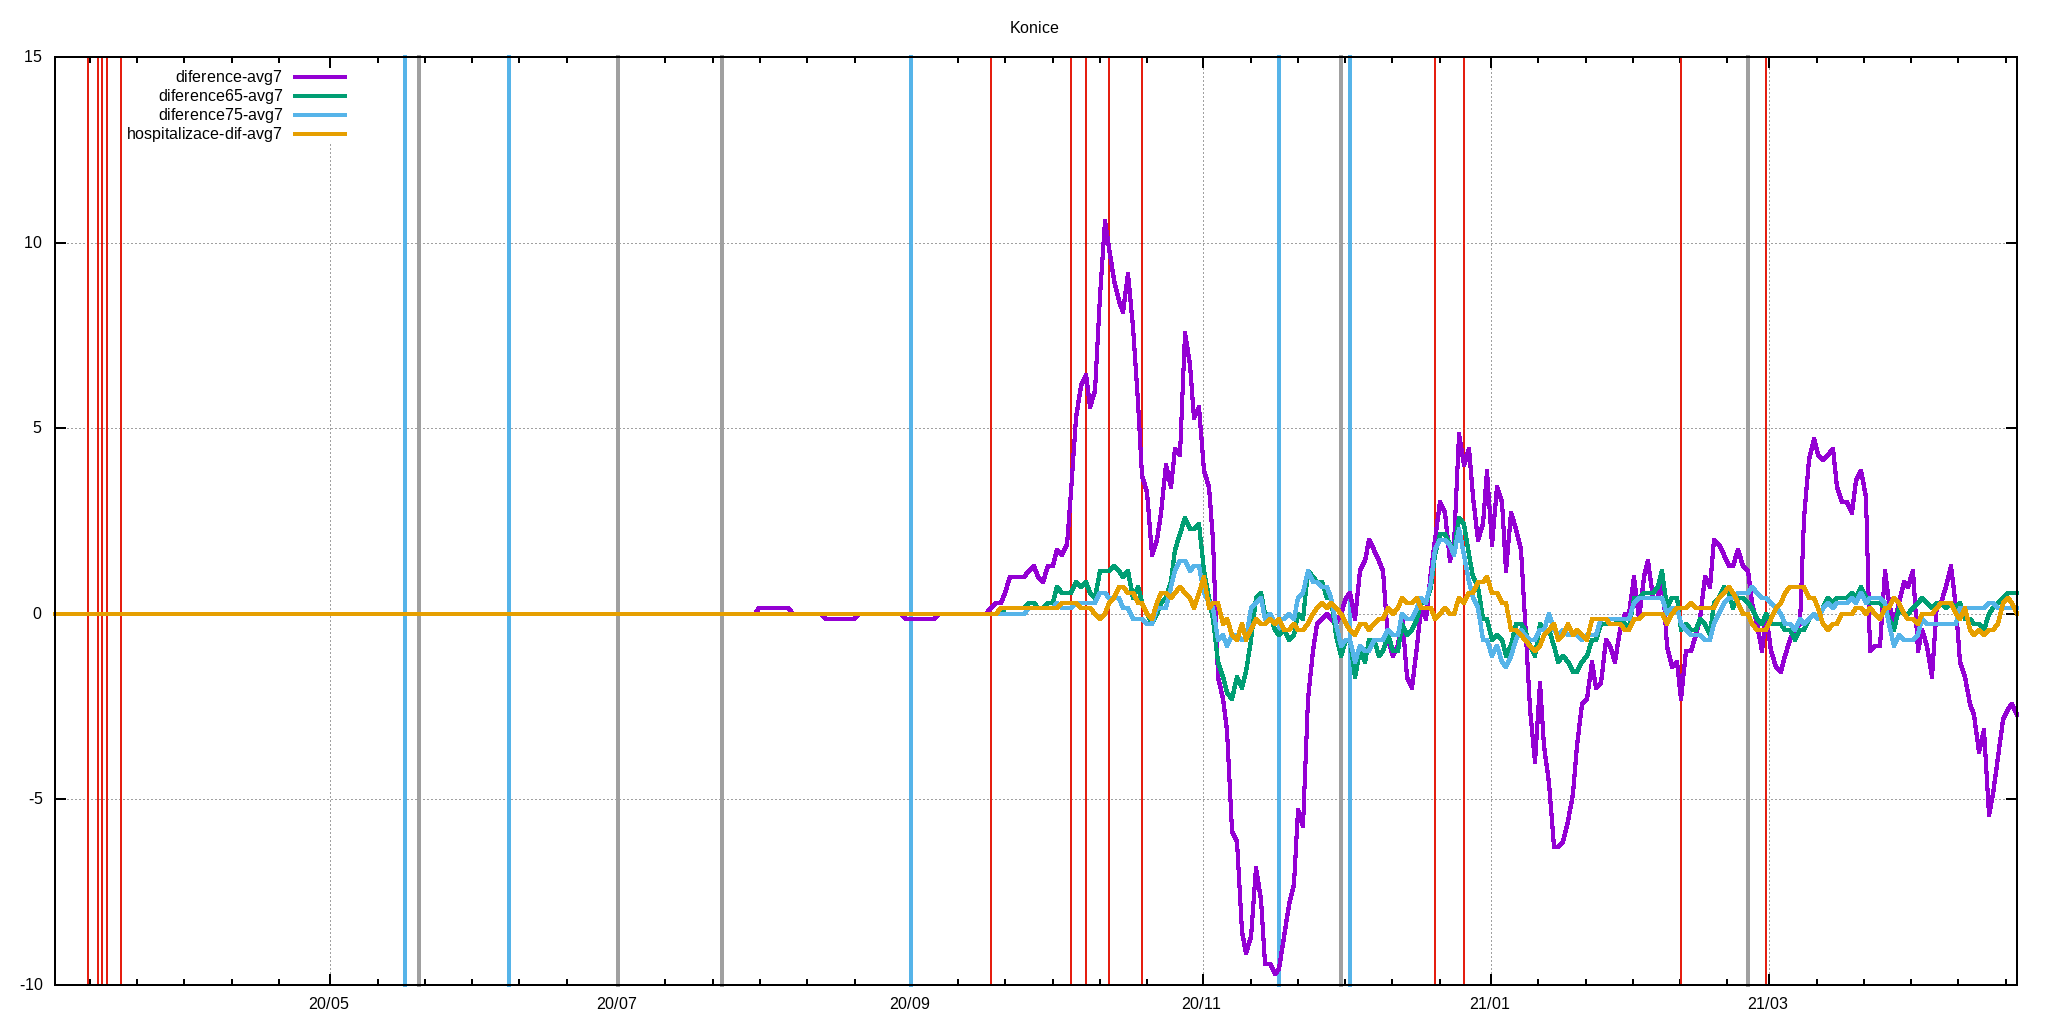 Konice
15
diference-avg7
diference65-avg7
diference75-avg7
hospitalizace-dif-avg7
10
5
0
-5
-10
20/05 20/07 20/09 20/11 21/01 21/03